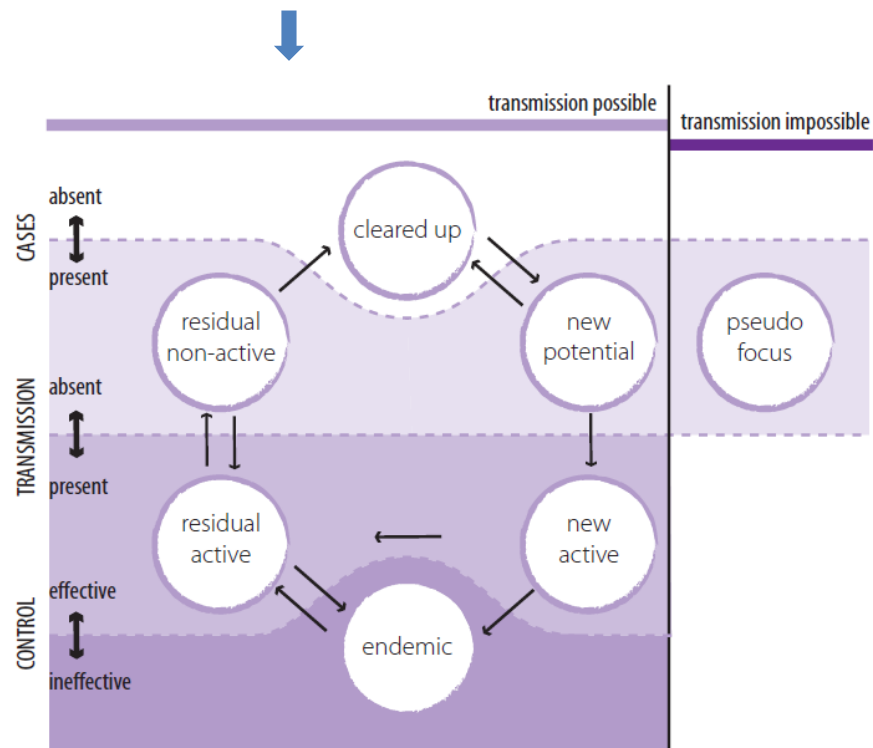 transmission possible
transmission impossible
CASES
absent
present
cleared up
residual
non-active
new
potential
pseudo
focus
TRANSMISSION
absent
present
residual
active
new
active
CONTROL
effective
ineffective
endemic